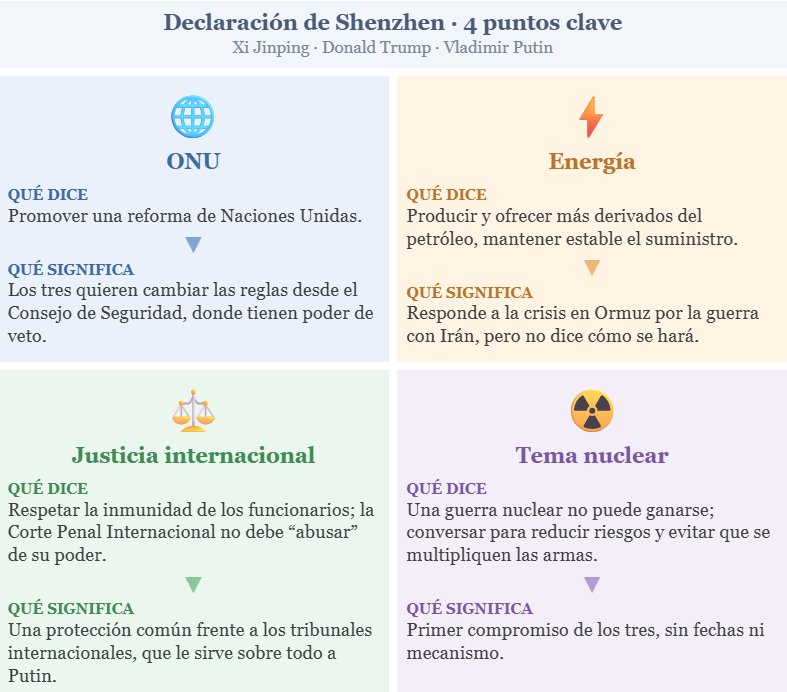 Declaración de Shenzhen · 4 puntos clave
Xi Jinping · Donald Trump · Vladimir Putin
ONU
QUÉ DICE
Promover una reforma de Naciones Unidas.
QUÉ SIGNIFICA
Los tres quieren cambiar las reglas desde el
Consejo de Seguridad, donde tienen poder de
veto.
Energía
QUÉ DICE
Producir y ofrecer más derivados del
petróleo, mantener estable el suministro.
QUÉ SIGNIFICA
Responde a la crisis en Ormuz por la guerra
con Irán, pero no dice cómo se hará.
Justicia internacional
QUÉ DICE
Respetar la inmunidad de los funcionarios; la
Corte Penal Internacional no debe “abusar”
de su poder.
QUÉ SIGNIFICA
Una protección común frente a los tribunales
internacionales, que le sirve sobre todo a
Putin.
Tema nuclear
QUÉ DICE
Una guerra nuclear no puede ganarse;
conversar para reducir riesgos y evitar que se
multipliquen las armas.
QUÉ SIGNIFICA
Primer compromiso de los tres, sin fechas ni
mecanismo.